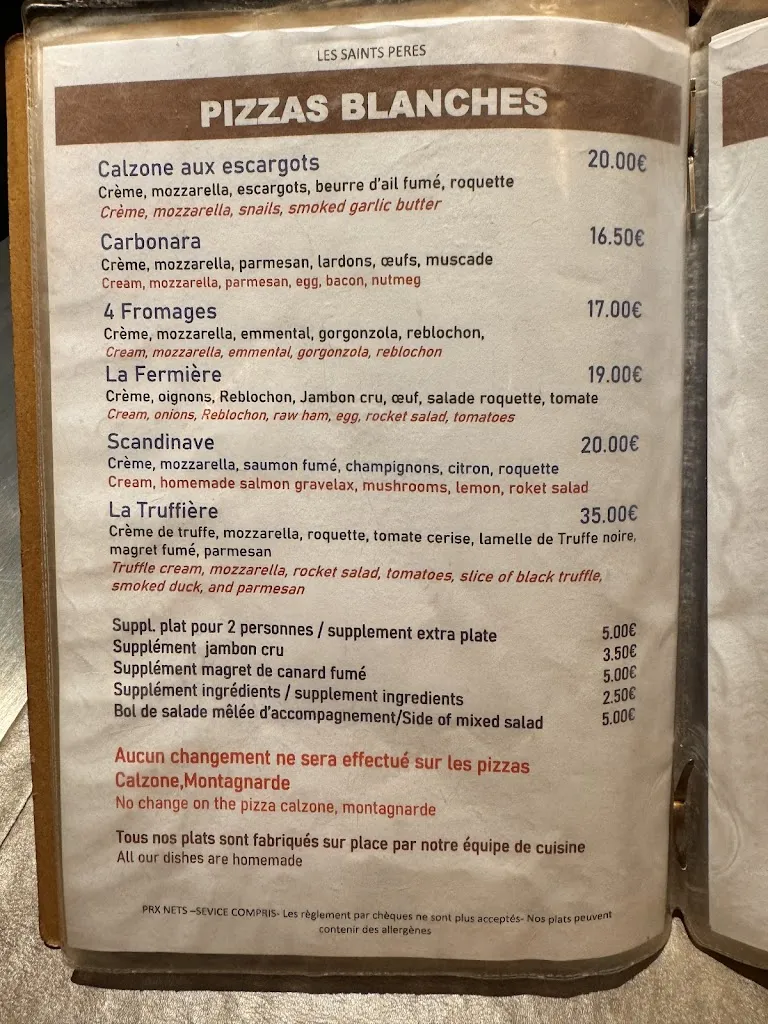 LES SAINTS PERES
PIZZAS BLANCHES
Calzone aux escargots 20.00€
Crème, mozzarella, escargots, beurre d'ail fumé, roquette
Crème, mozzarella, snails, smoked garlic butter
Carbonara 16.50€
Crème, mozzarella, parmesan, lardons, œufs, muscade
Cream, mozzarella, parmesan, egg, bacon, nutmeg
4 Fromages 17.00€
Crème, mozzarella, emmental, gorgonzola, reblochon,
Cream, mozzarella, emmental, gorgonzola, reblochon
La Fermière 19.00€
Crème, oignons, Reblochon, Jambon cru, œuf, salade roquette, tomate
Cream, onions, Reblochon, raw ham, egg, rocket salad, tomatoes
Scandinave 20.00€
Crème, mozzarella, saumon fumé, champignons, citron, roquette
Cream, homemade salmon gravelax, mushrooms, lemon, roket salad
La Truffière 35.00€
Crème de truffe, mozzarella, roquette, tomate cerise, lamelle de Truffe noire,
magret fumé, parmesan
Truffle cream, mozzarella, rocket salad, tomatoes, slice of black truffle,
smoked duck, and parmesan
Suppl. plat pour 2 personnes / supplement extra plate 5.00€
Supplément jambon cru 3.50€
Supplément magret de canard fumé 5.00€
Supplément ingrédients / supplement ingredients 2.50€
Bol de salade mêlée d'accompagnement/Side of mixed salad 5.00€
Aucun changement ne sera effectué sur les pizzas
Calzone,Montagnarde
No change on the pizza calzone, montagnarde
Tous nos plats sont fabriqués sur place par notre équipe de cuisine
All our dishes are homemade
PRX NETS –SEVICE COMPRIS- Les règlement par chèques ne sont plus acceptés- Nos plats peuvent
contenir des allergènes